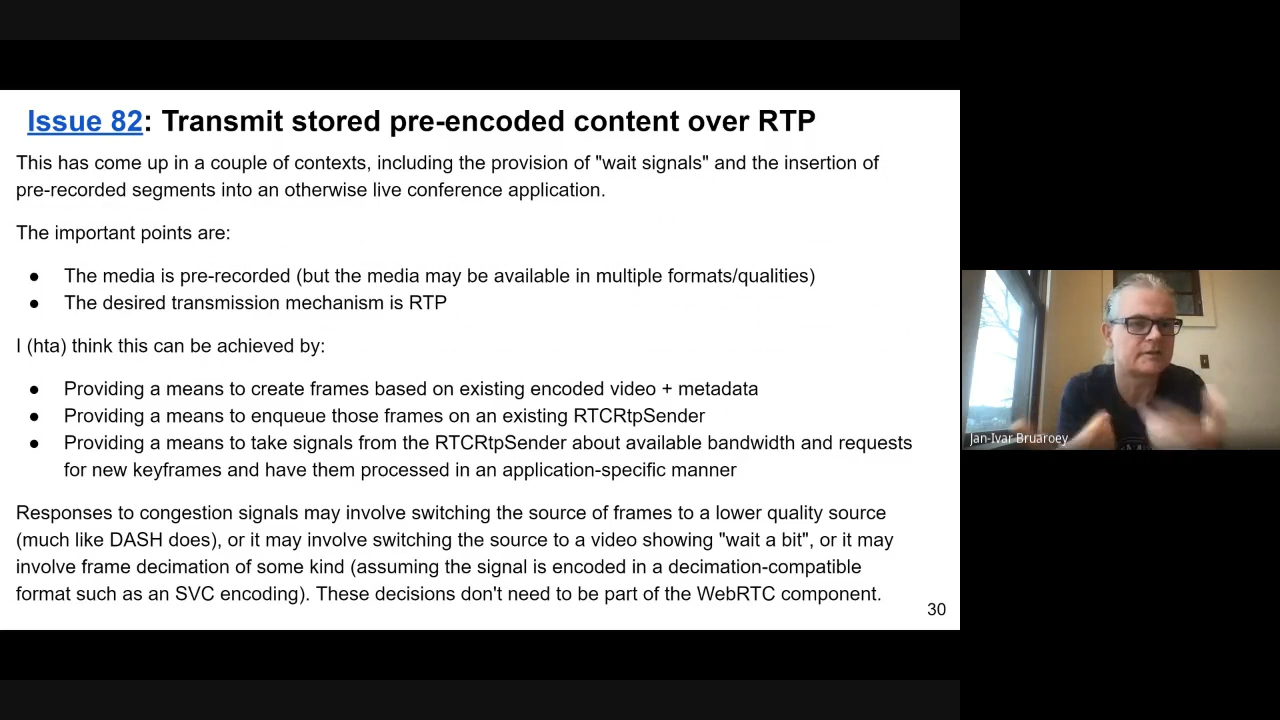 Issue 82: Transmit stored pre-encoded content over RTP
This has come up in a couple of contexts, including the provision of "wait signals" and the insertion of
pre-recorded segments into an otherwise live conference application.
The important points are:
● The media is pre-recorded (but the media may be available in multiple formats/qualities)
● The desired transmission mechanism is RTP
I (hta) think this can be achieved by:
● Providing a means to create frames based on existing encoded video + metadata
● Providing a means to enqueue those frames on an existing RTCRtpSender
● Providing a means to take signals from the RTCRtpSender about available bandwidth and requests
for new keyframes and have them processed in an application-specific manner
Responses to congestion signals may involve switching the source of frames to a lower quality source
(much like DASH does), or it may involve switching the source to a video showing "wait a bit", or it may
involve frame decimation of some kind (assuming the signal is encoded in a decimation-compatible
format such as an SVC encoding). These decisions don't need to be part of the WebRTC component.
30
Jan-Ivar Bruaroey